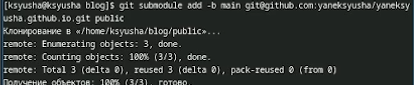 [ksyusha@ksyusha blog]$ git submodule add -b main git@github.com:yaneksyusha/yaneksy
usha.github.io.git public
Клонирование в «/home/ksyusha/blog/public»...
remote: Enumerating objects: 3, done.
remote: Counting objects: 100% (3/3), done.
remote: Total 3 (delta 0), reused 3 (delta 0), pack-reused 0 (from 0)
Получение объектов: 100% (3/3), готово.